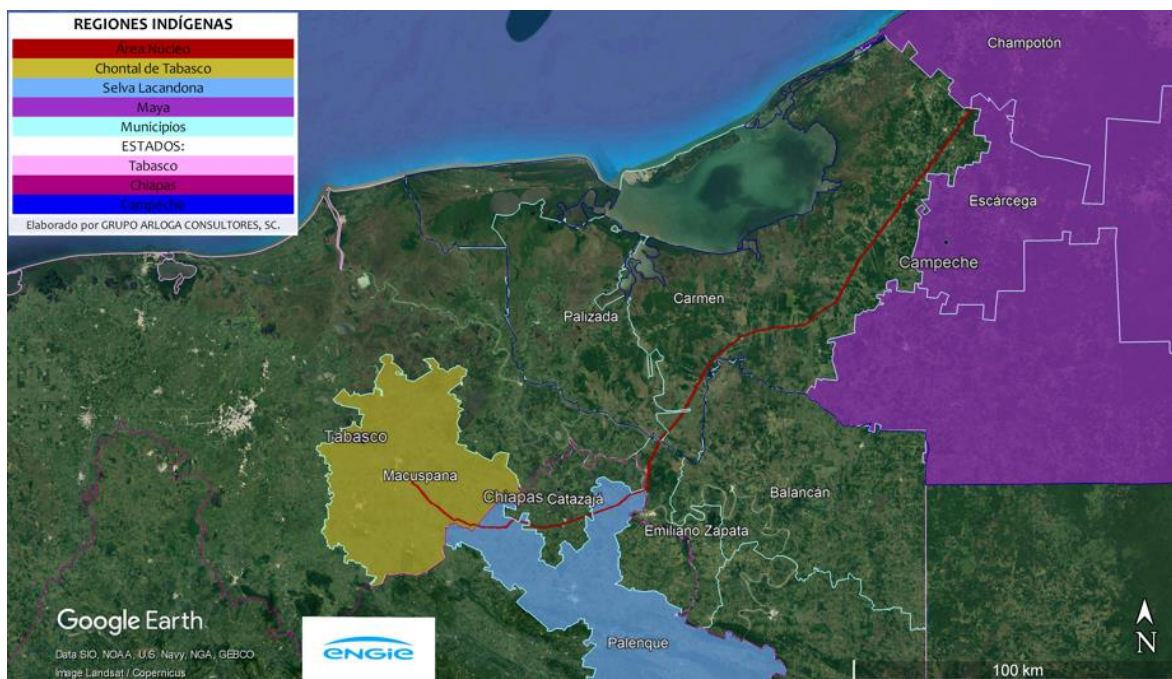 REGIONES INDÍGENAS
Área Núcleo
Chontal de Tabasco
Selva Lacandona
Maya
Municipios
ESTADOS:
Tabasco
Chiapas
Campeche
Elaborado por GRUPO ARLOGA CONSULTORES, SC.
Champotón
Escárcega
Campeche
Carmen
Palizada
Tabasco
Macuspana
Chiapas
Catazajá
Balancán
Emiliano Zapata
Palenque
Google Earth
Data SIO, NOAA, U.S. Navy, NGA, GEBCO
Image Landsat / Copernicus
ENGIE
N
100 km